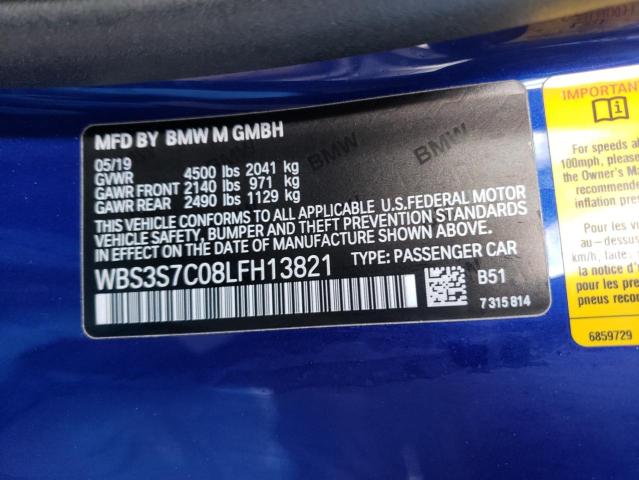 MFD BY BMW M GMBH
05/19
GVWR 4500 lbs 2041 kg
GAWR FRONT 2140 lbs 971 kg
GAWR REAR 2490 lbs 1129 kg
THIS VEHICLE CONFORMS TO ALL APPLICABLE U.S.FEDERAL MOTOR
VEHICLE SAFETY, BUMPER, AND THEFT PREVENTION STANDARDS
IN EFFECT ON THE DATE OF MANUFACTURE SHOWN ABOVE.
WBS3S7C08LFH13821 TYPE: PASSENGER CAR
B51
7 315 814
BMW
BMW
BMW
IMPORTANT
For speeds ab
100mph, please
the Owner's Ma
recommende
inflation pres
Pour vi
au-dessus
km/h, lais
la notice d'
pour les
pneus recom
6859729